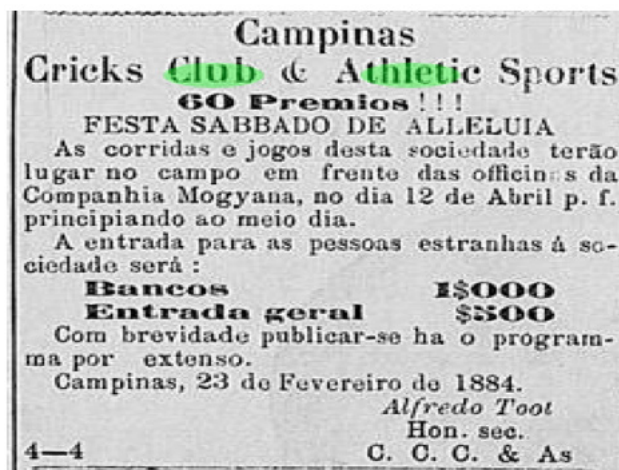 Campinas
Cricks Club & Athletic Sports
60 Premios!!!
FESTA SABBADO DE ALLELUIA
As corridas e jogos desta sociedade terão
lugar no campo em frente das officinas da
Companhia Mogyana, no dia 12 de Abril p. f.
principiando ao meio dia.
A entrada para as pessoas estranhas á so-
ciedade será:
Bancos 1$000
Entrada geral $500
Com brevidade publicar-se ha o program-
ma por extenso.
Campinas, 23 de Fevereiro de 1884.
Alfredo Toot
Hon. sec.
4—4 C. C. C. & As